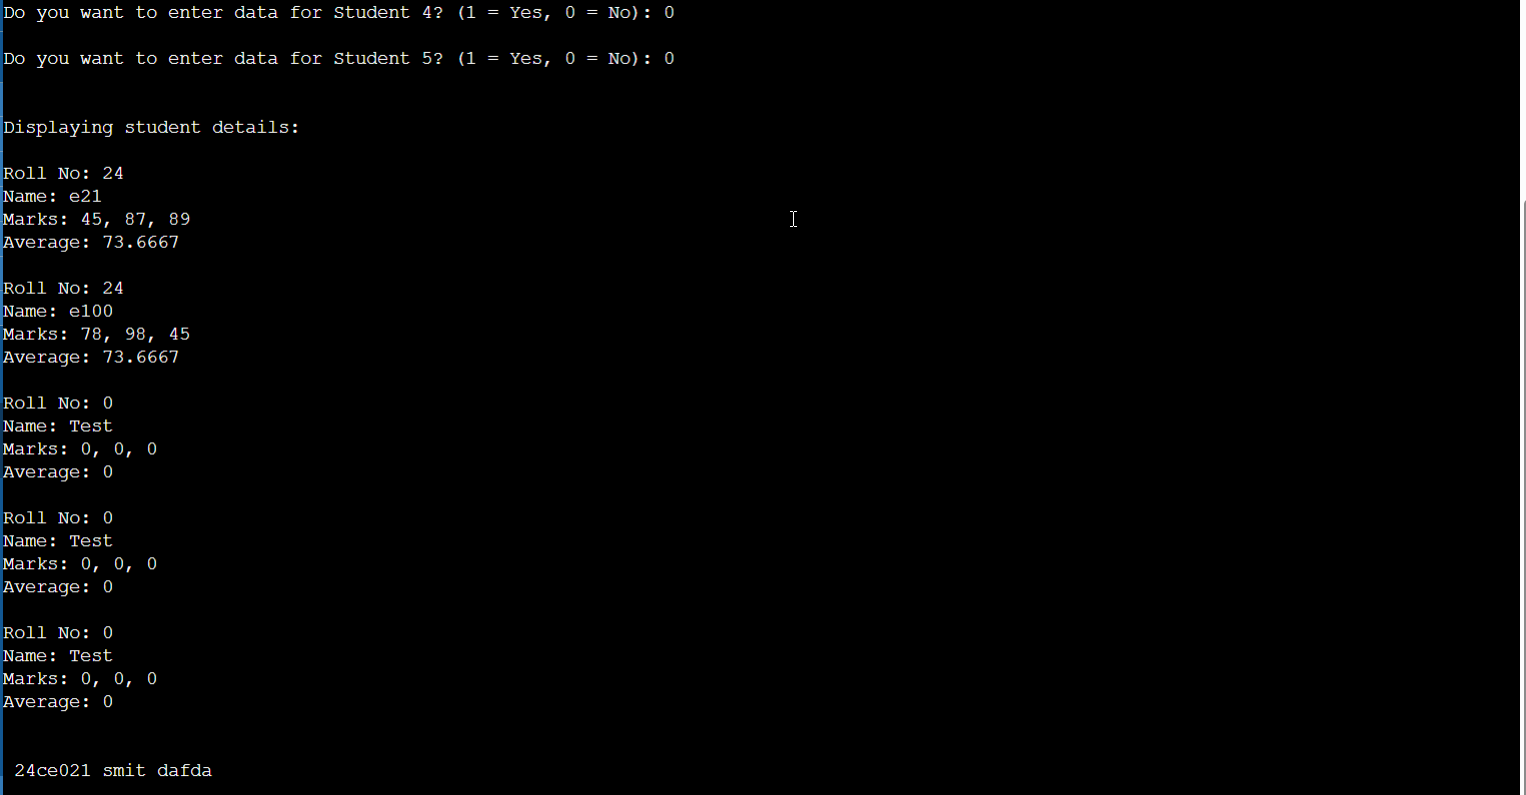 Do you want to enter data for Student 4? (1 = Yes, 0 = No): 0
Do you want to enter data for Student 5? (1 = Yes, 0 = No): 0
Displaying student details:
Roll No: 24
Name: e21
Marks: 45, 87, 89
Average: 73.6667
Roll No: 24
Name: e100
Marks: 78, 98, 45
Average: 73.6667
Roll No: 0
Name: Test
Marks: 0, 0, 0
Average: 0
Roll No: 0
Name: Test
Marks: 0, 0, 0
Average: 0
Roll No: 0
Name: Test
Marks: 0, 0, 0
Average: 0
24ce021 smit dafda